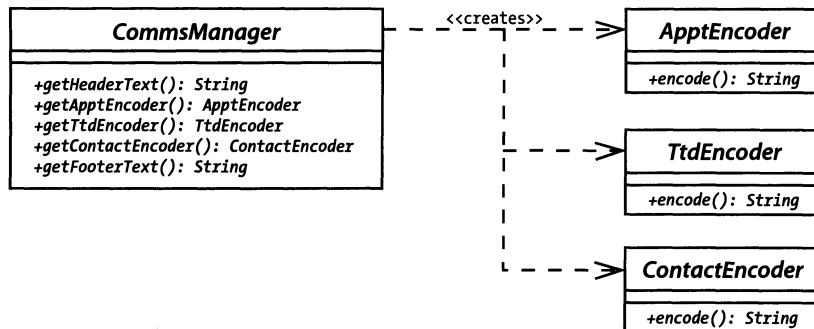 CommsManager
+getHeaderText(): String
+getApptEncoder(): ApptEncoder
+getTtdEncoder(): TtdEncoder
+getContactEncoder(): ContactEncoder
+getFooterText(): String
<<creates>>
ApptEncoder
+encode(): String
TtdEncoder
+encode(): String
ContactEncoder
+encode(): String